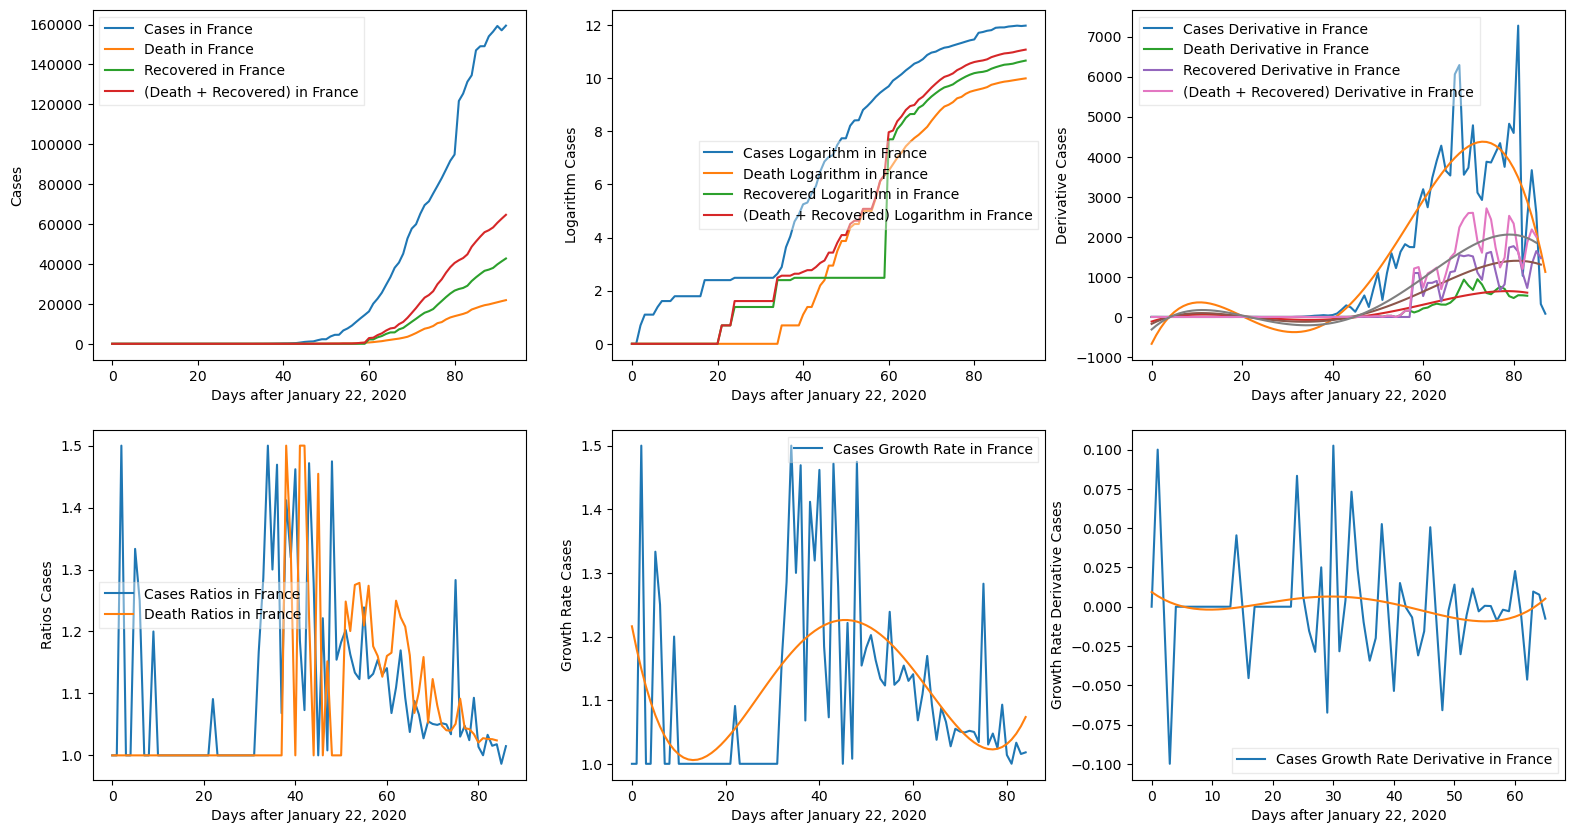 Cases
160000
140000
120000
100000
80000
60000
40000
20000
0
0 20 40 60 80
Days after January 22, 2020
Cases in France
Death in France
Recovered in France
(Death + Recovered) in France
Logarithm Cases
12
10
8
6
4
2
0
0 20 40 60 80
Days after January 22, 2020
Cases Logarithm in France
Death Logarithm in France
Recovered Logarithm in France
(Death + Recovered) Logarithm in France
Derivative Cases
7000
6000
5000
4000
3000
2000
1000
0
−1000
0 20 40 60 80
Days after January 22, 2020
Cases Derivative in France
Death Derivative in France
Recovered Derivative in France
(Death + Recovered) Derivative in France
Ratios Cases
1.5
1.4
1.3
1.2
1.1
1.0
0 20 40 60 80
Days after January 22, 2020
Cases Ratios in France
Death Ratios in France
Growth Rate Cases
1.5
1.4
1.3
1.2
1.1
1.0
0 20 40 60 80
Days after January 22, 2020
Cases Growth Rate in France
Growth Rate Derivative Cases
0.100
0.075
0.050
0.025
0.000
−0.025
−0.050
−0.075
−0.100
0 10 20 30 40 50 60
Days after January 22, 2020
Cases Growth Rate Derivative in France